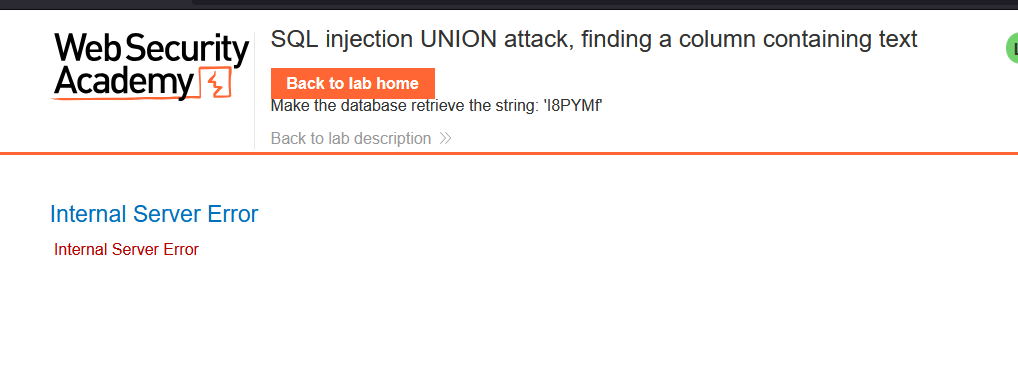 Web Security
Academy
SQL injection UNION attack, finding a column containing text
Back to lab home
Make the database retrieve the string: 'I8PYMf'
Back to lab description
Internal Server Error
Internal Server Error